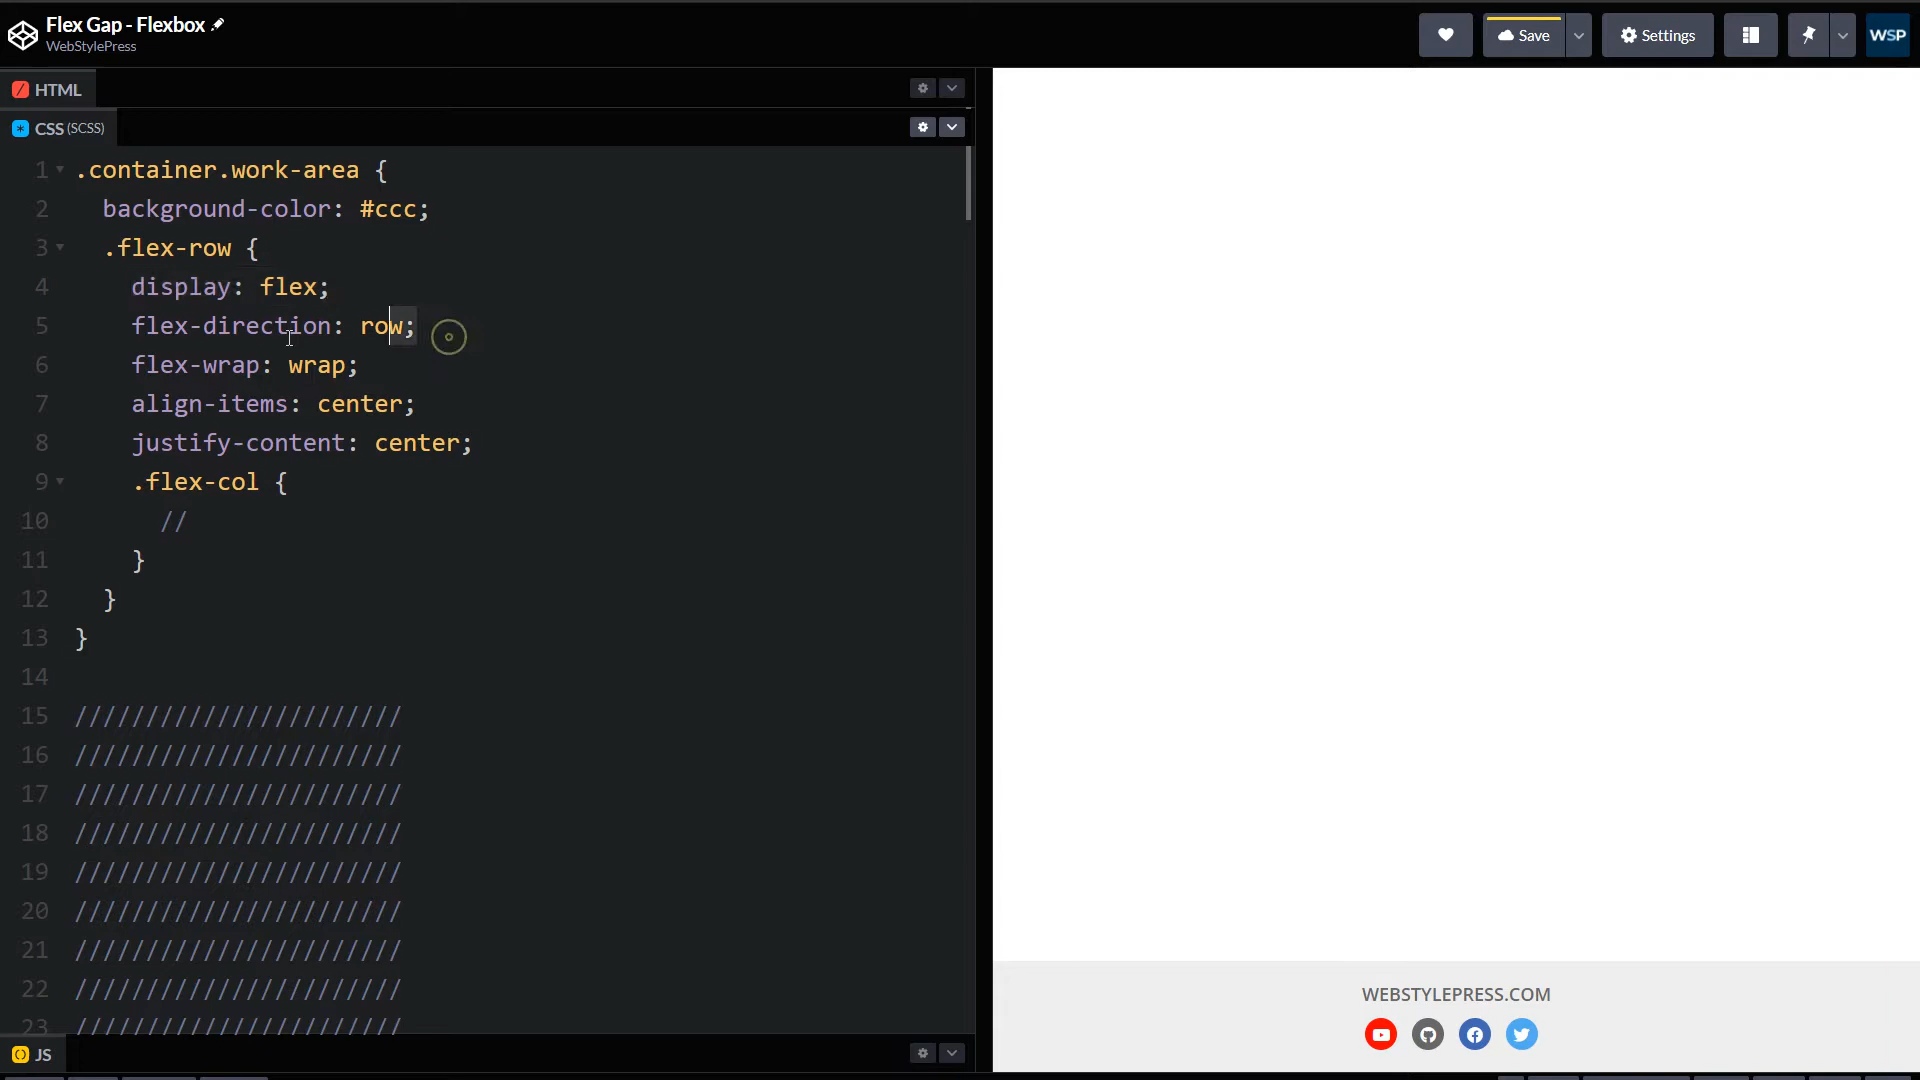 Flex Gap - Flexbox
WebStylePress
Save
Settings
WSP
HTML
CSS (SCSS)
1 .container.work-area {
2 background-color: #ccc;
3 .flex-row {
4 display: flex;
5 flex-direction: row;
6 flex-wrap: wrap;
7 align-items: center;
8 justify-content: center;
9 .flex-col {
10 //
11 }
12 }
13 }
14
15 ///////////////////////
16 ///////////////////////
17 ///////////////////////
18 ///////////////////////
19 ///////////////////////
20 ///////////////////////
21 ///////////////////////
22 ///////////////////////
23 ///////////////////////
JS
WEBSTYLEPRESS.COM